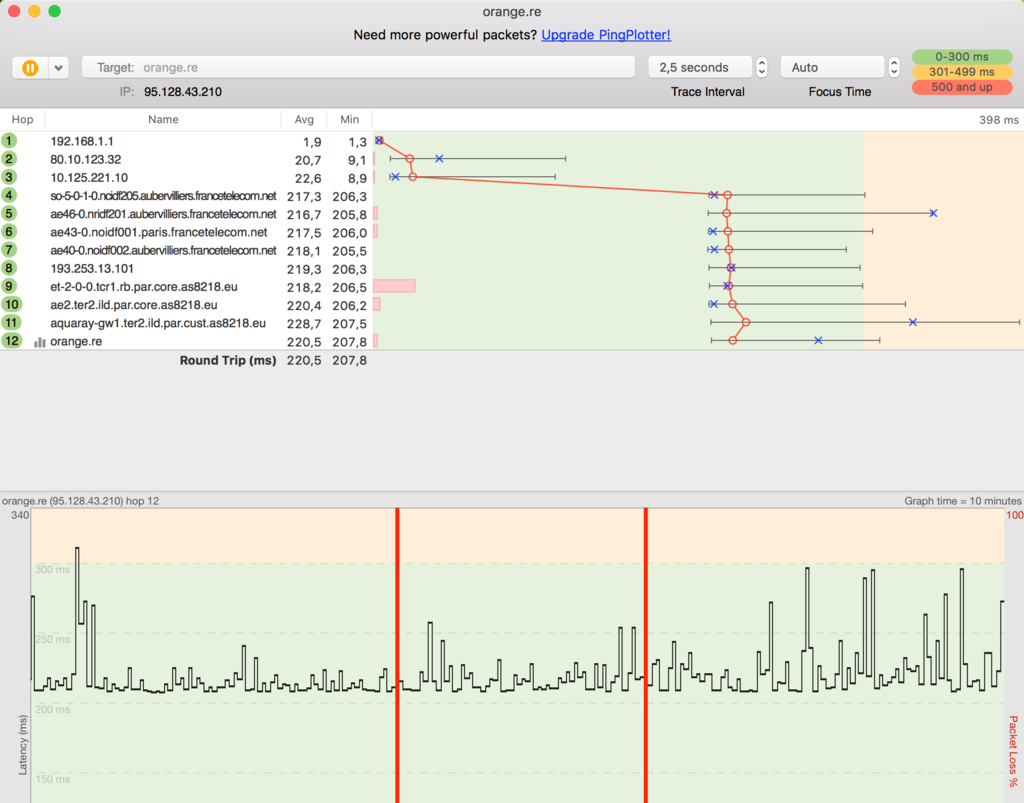 orange.re
Need more powerful packets? Upgrade PingPlotter!
Target: orange.re 2,5 seconds Auto 0-300 ms
301-499 ms
500 and up
IP: 95.128.43.210 Trace Interval Focus Time
Hop Name Avg Min 398 ms
1 192.168.1.1 1,9 1,3
2 80.10.123.32 20,7 9,1
3 10.125.221.10 22,6 8,9
4 so-5-0-1-0.ncidf205.aubervilliers.francetelecom.net 217,3 206,3
5 ae46-0.nridf201.aubervilliers.francetelecom.net 216,7 205,8
6 ae43-0.noidf001.paris.francetelecom.net 217,5 206,0
7 ae40-0.noidf002.aubervilliers.francetelecom.net 218,1 205,5
8 193.253.13.101 219,3 206,3
9 et-2-0-0.tcr1.rb.par.core.as8218.eu 218,2 206,5
10 ae2.ter2.ild.par.core.as8218.eu 220,4 206,2
11 aquaray-gw1.ter2.ild.par.cust.as8218.eu 228,7 207,5
12 orange.re 220,5 207,8
Round Trip (ms) 220,5 207,8
orange.re (95.128.43.210) hop 12 Graph time = 10 minutes
340 100
300 ms
250 ms
200 ms
150 ms
Latency (ms)
Packet Loss %